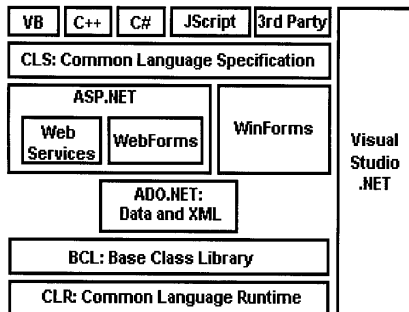 VB
C++
C#
JScript
3rd Party
CLS: Common Language Specification
ASP.NET
Web
Services
WebForms
WinForms
Visual
Studio
.NET
ADO.NET:
Data and XML
BCL: Base Class Library
CLR: Common Language Runtime